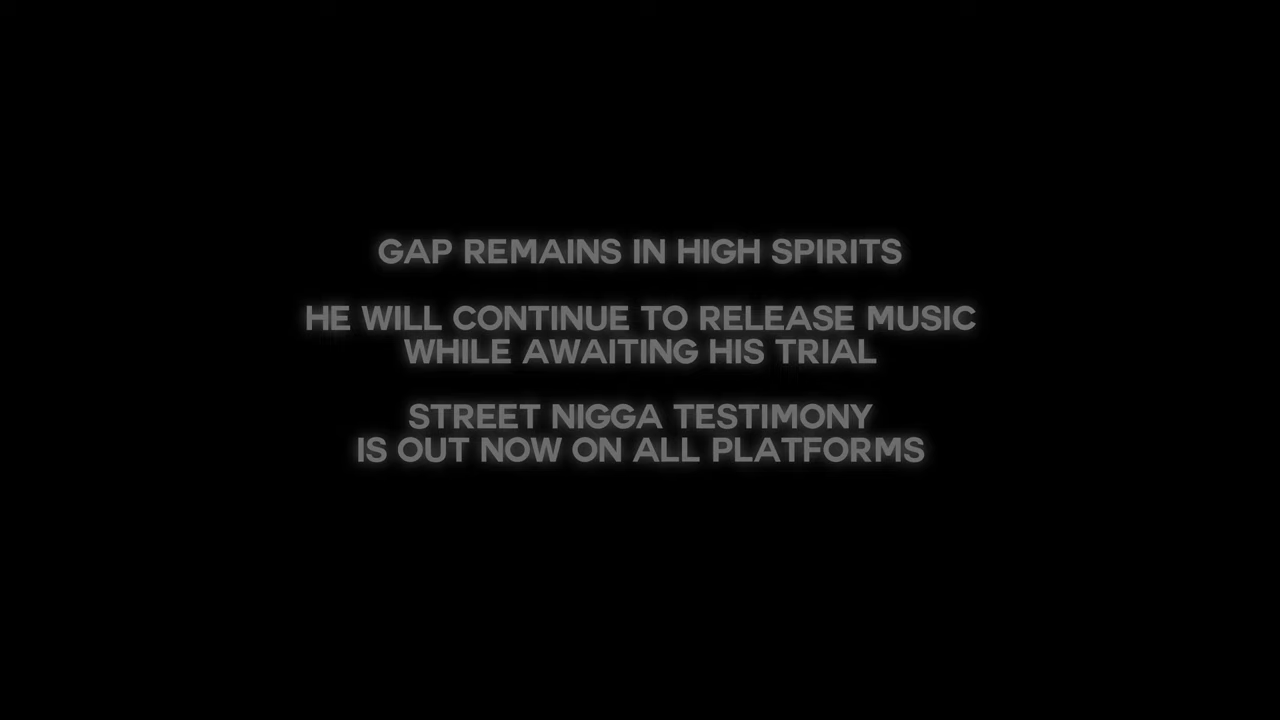 GAP REMAINS IN HIGH SPIRITS
HE WILL CONTINUE TO RELEASE MUSIC
WHILE AWAITING HIS TRIAL
STREET NIGGA TESTIMONY
IS OUT NOW ON ALL PLATFORMS